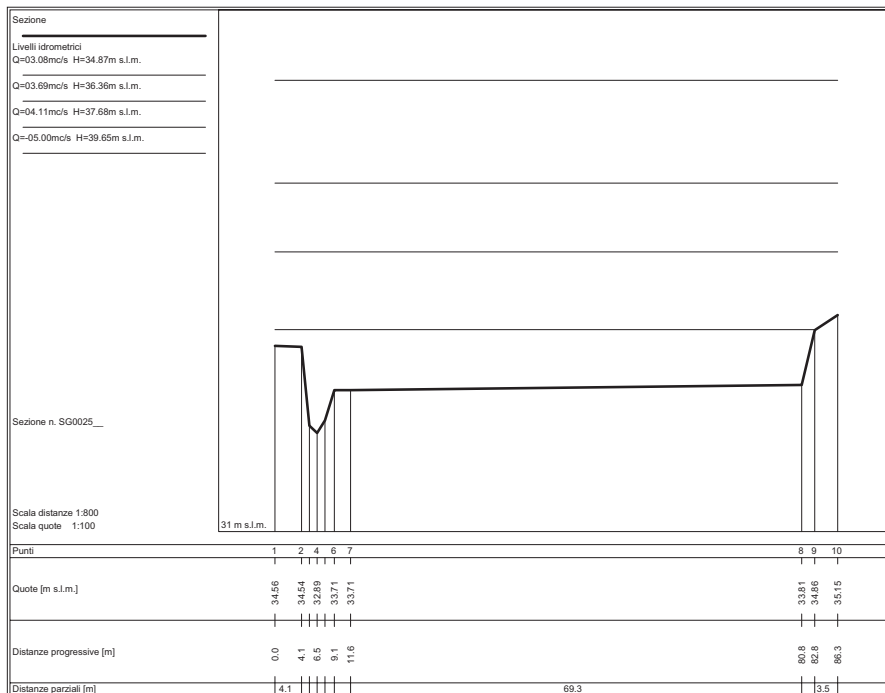 Sezione
Livelli idrometrici
Q=03.08mc/s H=34.87m s.l.m.
Q=03.69mc/s H=36.36m s.l.m.
Q=04.11mc/s H=37.68m s.l.m.
Q=-05.00mc/s H=39.65m s.l.m.
Sezione n. SG0025__
Scala distanze 1:800
Scala quote 1:100
31 m s.l.m.
Punti 1 2 4 6 7 8 9 10
Quote [m s.l.m.] 34.56 34.54 32.89 33.71 33.71 33.81 34.86 35.15
Distanze progressive [m] 0.0 4.1 6.5 9.1 11.6 80.8 82.8 86.3
Distanze parziali [m] 4.1 69.3 3.5